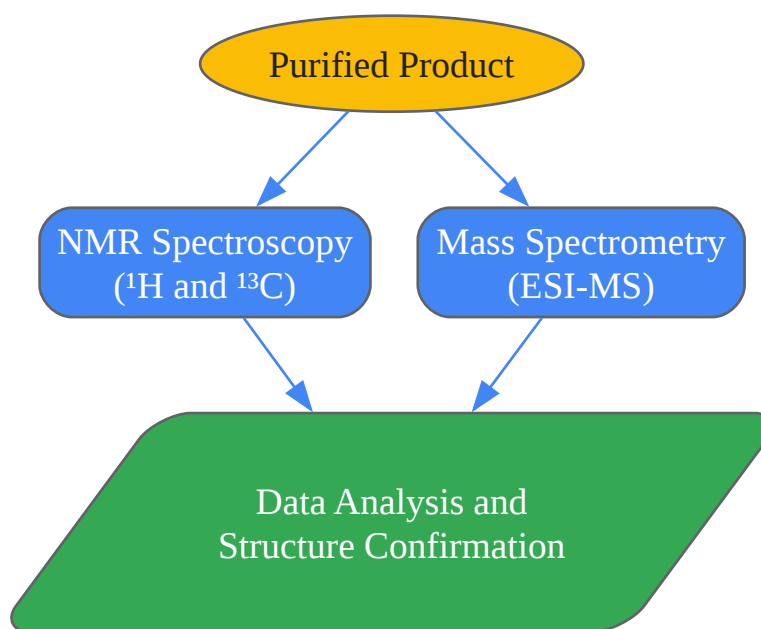 Purified Product
NMR Spectroscopy
(¹H and ¹³C)
Mass Spectrometry
(ESI-MS)
Data Analysis and
Structure Confirmation